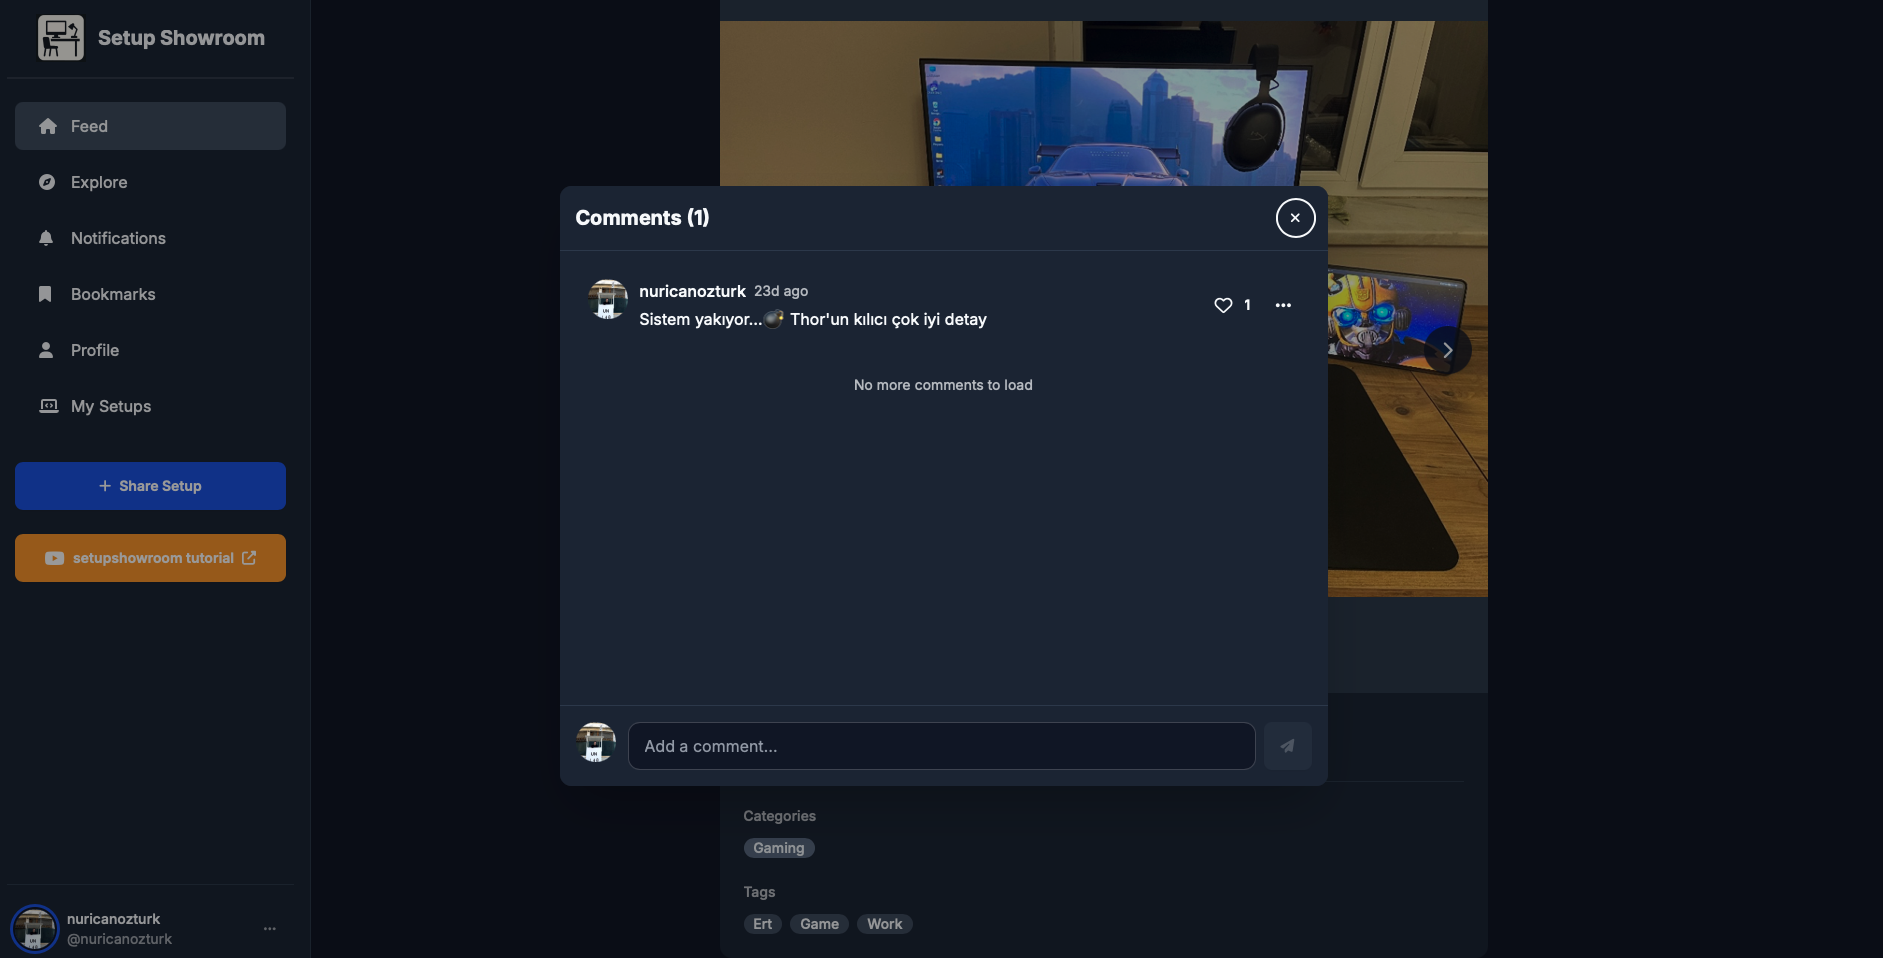 Setup Showroom
Feed
Explore
Notifications
Bookmarks
Profile
My Setups
+ Share Setup
setupshowroom tutorial
nuricanozturk
@nuricanozturk
Comments (1)
nuricanozturk 23d ago
Sistem yakıyor...💣 Thor'un kılıcı çok iyi detay
1
No more comments to load
Add a comment...
Categories
Gaming
Tags
Ert Game Work